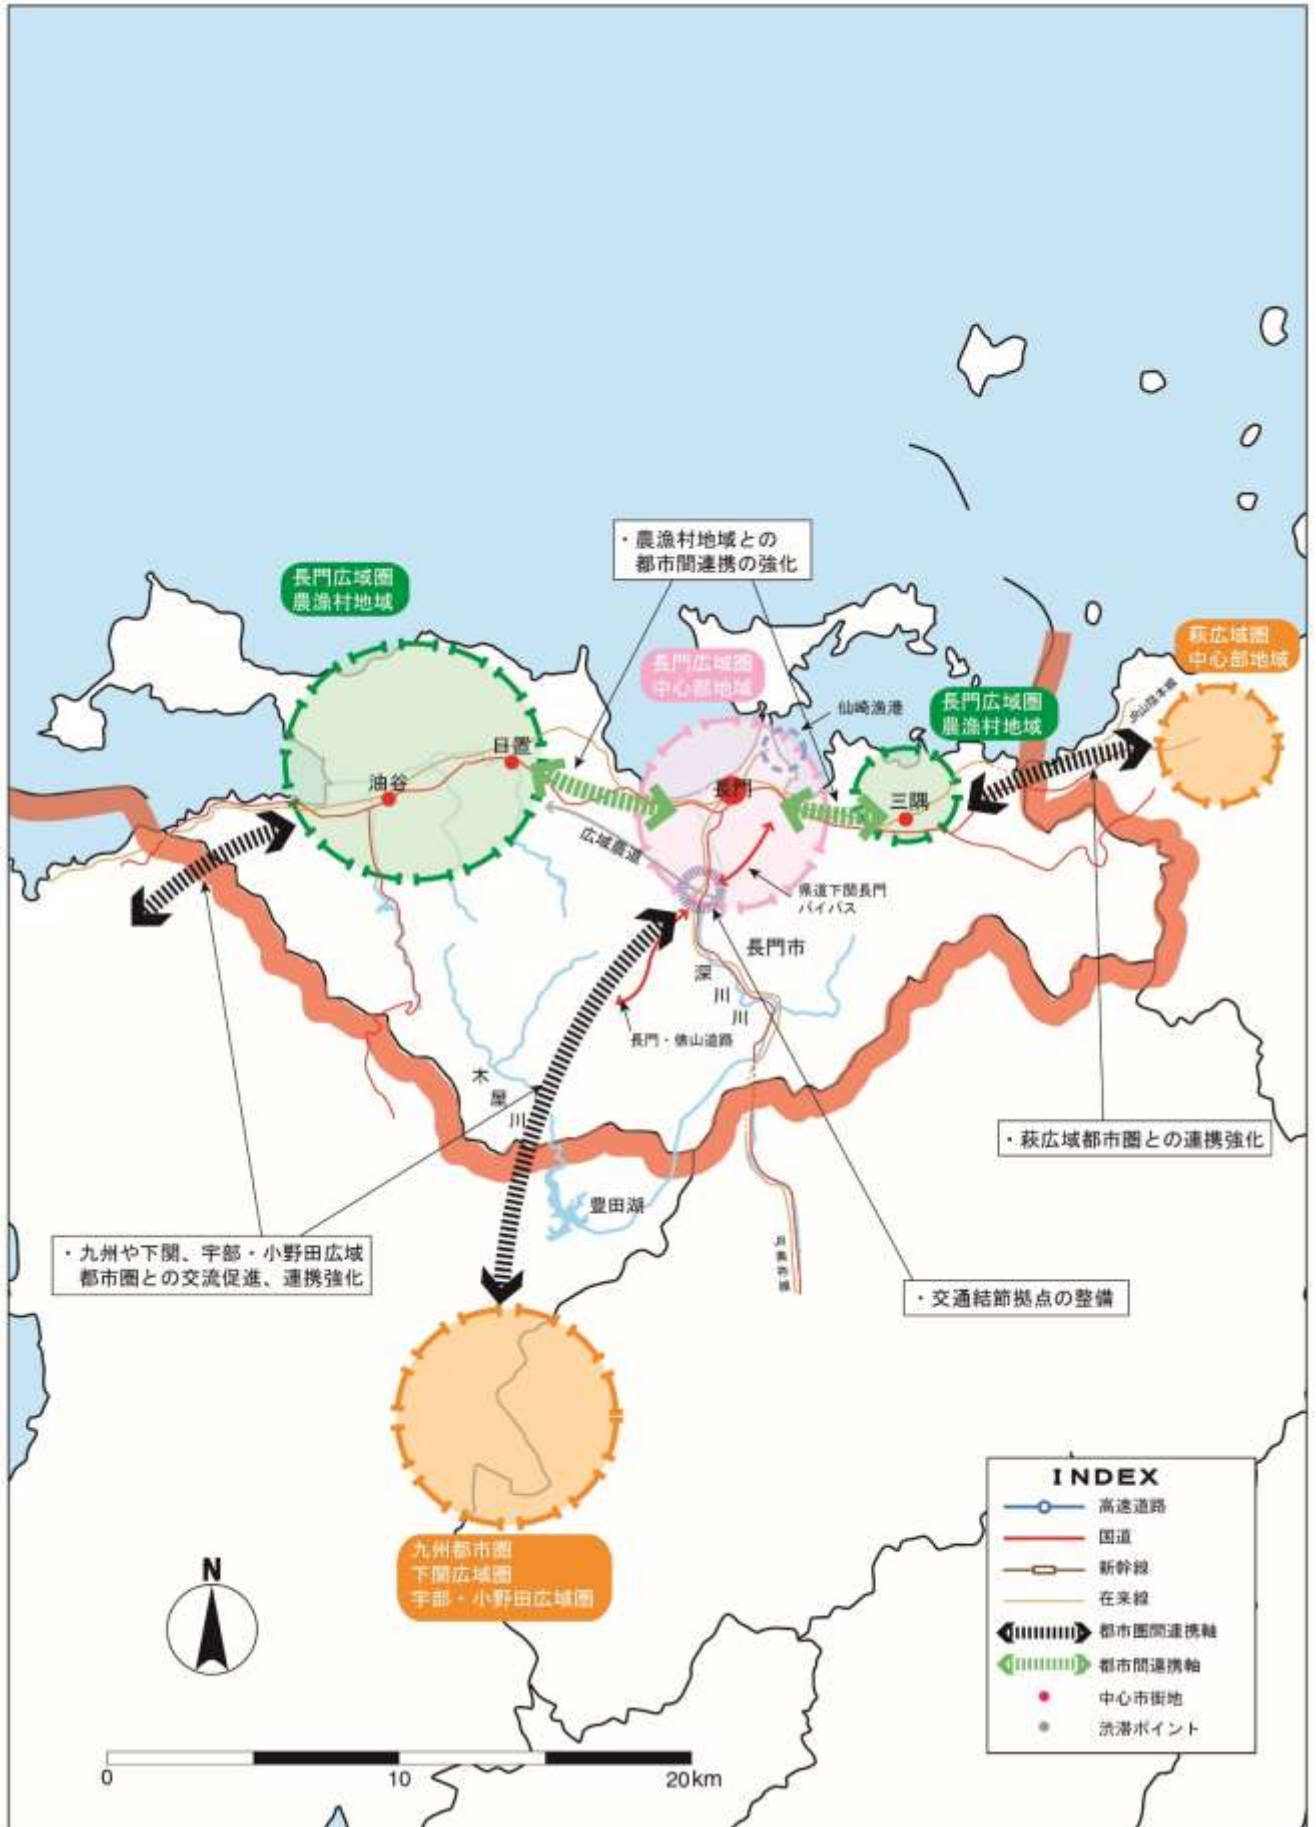 ・農漁村地域との
都市間連携の強化
長門広域圏
農漁村地域
長門広域圏
中心部地域
萩広域圏
中心部地域
長門広域圏
農漁村地域
仙崎漁港
日置
油谷
長門
三隅
広域農道
県道下関長門
バイパス
長門市
深川川
長門・俵山道路
木屋川
豊田湖
・萩広域都市圏との連携強化
・九州や下関、宇部・小野田広域
都市圏との交流促進、連携強化
・交通結節拠点の整備
九州都市圏
下関広域圏
宇部・小野田広域圏
N
0
10
20km
INDEX
高速道路
国道
新幹線
在来線
都市圏間連携軸
都市間連携軸
中心市街地
渋滞ポイント